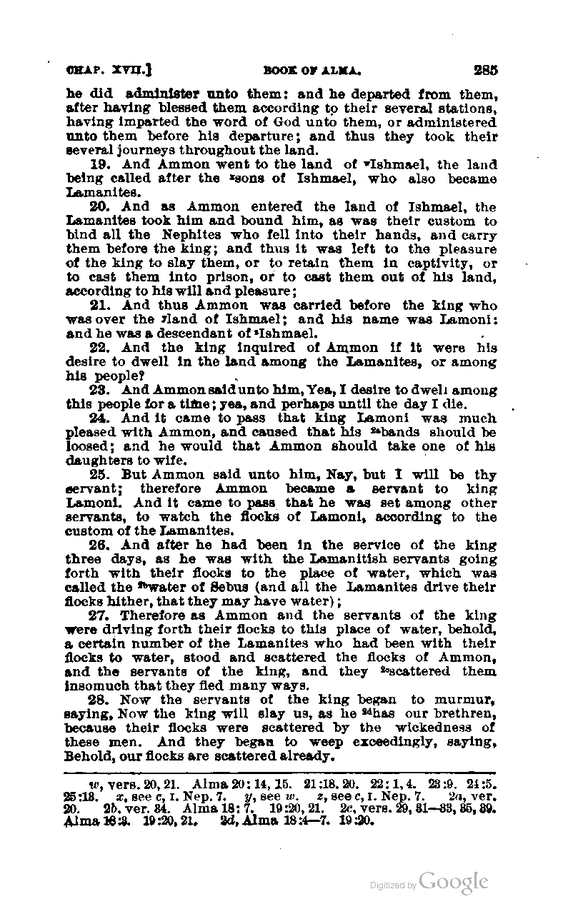 CHAP. XVII.] BOOK OF ALMA. 285
he did administer unto them: and he departed from them,
after having blessed them according to their several stations,
having imparted the word of God unto them, or administered
unto them before his departure; and thus they took their
several journeys throughout the land.
19. And Ammon went to the land of ʷIshmael, the land
being called after the ˣsons of Ishmael, who also became
Lamanites.
20. And as Ammon entered the land of Ishmael, the
Lamanites took him and bound him, as was their custom to
bind all the Nephites who fell into their hands, and carry
them before the king; and thus it was left to the pleasure
of the king to slay them, or to retain them in captivity, or
to cast them into prison, or to cast them out of his land,
according to his will and pleasure;
21. And thus Ammon was carried before the king who
was over the ʸland of Ishmael; and his name was Lamoni:
and he was a descendant of ᶻIshmael.
22. And the king inquired of Ammon if it were his
desire to dwell in the land among the Lamanites, or among
his people?
23. And Ammon said unto him, Yea, I desire to dwell among
this people for a time; yea, and perhaps until the day I die.
24. And it came to pass that king Lamoni was much
pleased with Ammon, and caused that his ²ᵃbands should be
loosed; and he would that Ammon should take one of his
daughters to wife.
25. But Ammon said unto him, Nay, but I will be thy
servant; therefore Ammon became a servant to king
Lamoni. And it came to pass that he was set among other
servants, to watch the flocks of Lamoni, according to the
custom of the Lamanites.
26. And after he had been in the service of the king
three days, as he was with the Lamanitish servants going
forth with their flocks to the place of water, which was
called the ²ᵇwater of Sebus (and all the Lamanites drive their
flocks hither, that they may have water);
27. Therefore as Ammon and the servants of the king
were driving forth their flocks to this place of water, behold,
a certain number of the Lamanites who had been with their
flocks to water, stood and scattered the flocks of Ammon,
and the servants of the king, and they ²ᶜscattered them
insomuch that they fled many ways.
28. Now the servants of the king began to murmur,
saying, Now the king will slay us, as he ²ᵈhas our brethren,
because their flocks were scattered by the wickedness of
these men. And they began to weep exceedingly, saying,
Behold, our flocks are scattered already.
w, vers. 20, 21. Alma 20: 14, 15. 21:18, 20. 22: 1, 4. 23:9. 24:5.
25:13. x, see c, I. Nep. 7. y, see w. z, see c, I. Nep. 7. 2a, ver.
20. 2b, ver. 34. Alma 18: 7. 19:20, 21. 2c, vers. 29, 31—33, 35, 39.
Alma 18:3. 19:20, 21. 2d, Alma 18:4—7. 19:20.
Digitized by Google